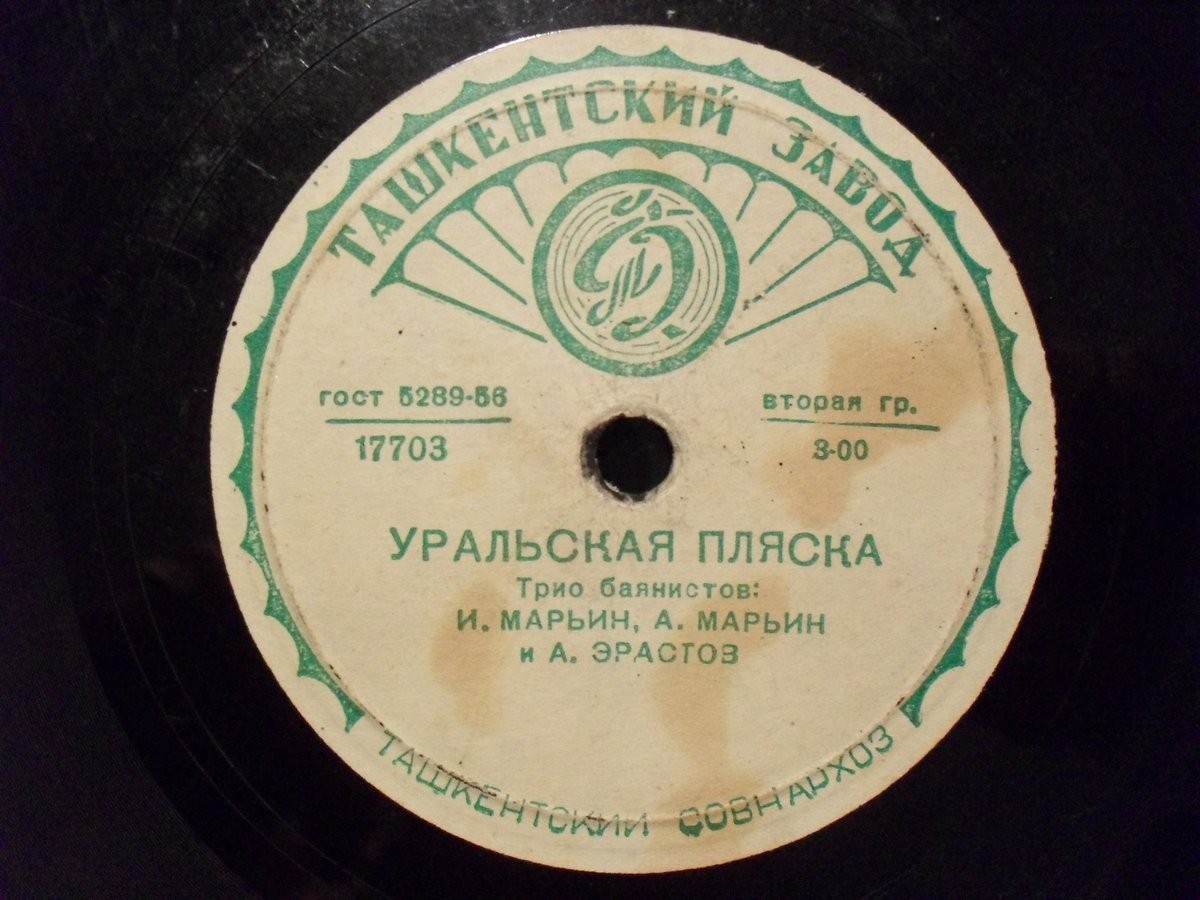 ТАШКЕНТСКИЙ ЗАВОД
гост 5289-56
вторая гр.
17703
3-00
УРАЛЬСКАЯ ПЛЯСКА
Трио баянистов:
И. МАРЬИН, А. МАРЬИН
и А. ЭРАСТОВ
ТАШКЕНТСКИЙ СОВНАРХОЗ